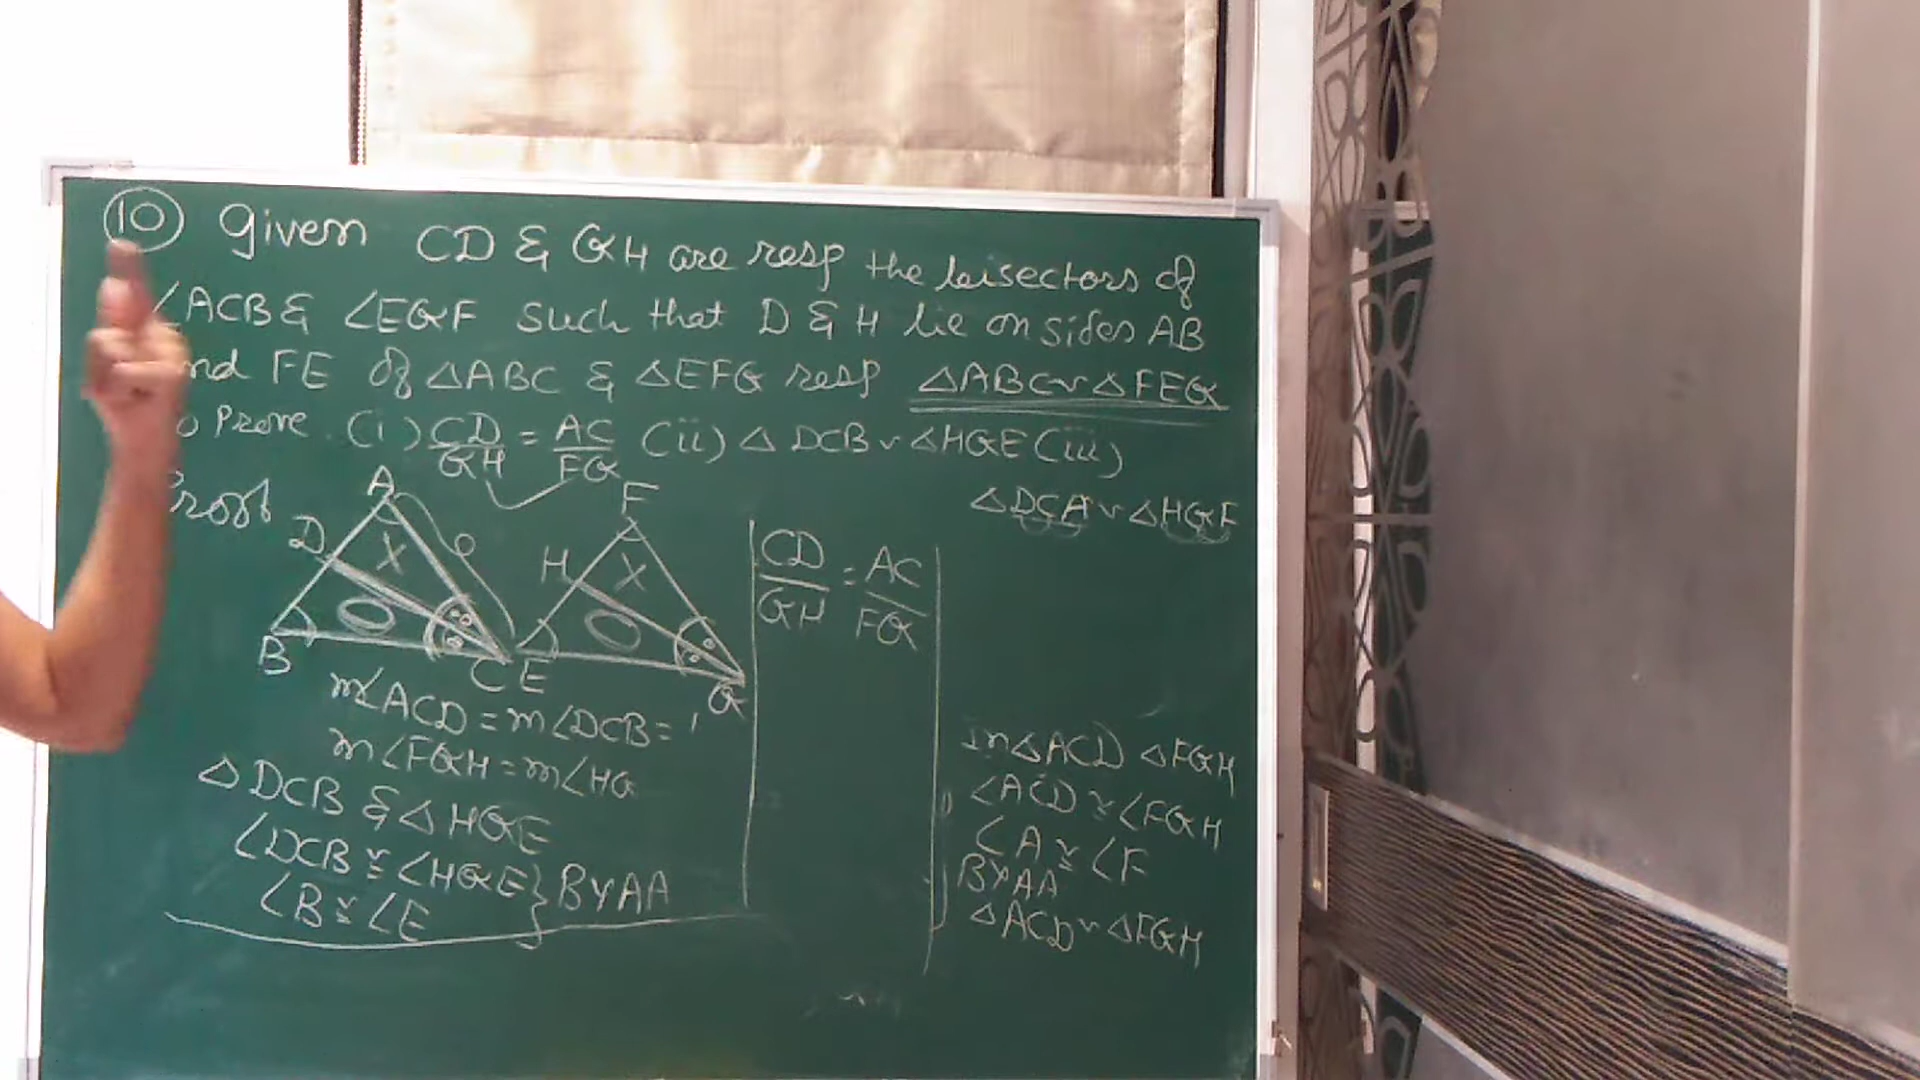 10 Given CD & GH are resp the bisectors of
∠ACB & ∠EGF such that D & H lie on sides AB
nd FE of △ABC & △EFG resp △ABC ~ △FEG
o Prove (i) CD/GH = AC/FG (ii) △DCB ~ △HGE (iii)
△DCA ~ △HGF
roof
A
D
X
O
B
C
F
H
X
O
E
G
m∠ACD = m∠DCB =
m∠FGH = m∠HG
△DCB & △HGE
∠DCB ≅ ∠HGE } BY AA
∠B ≅ ∠E
CD/GH = AC/FG
in △ACD △FGH
∠ACD ≅ ∠FGH
∠A ≅ ∠F
BY AA
△ACD ~ △FGH